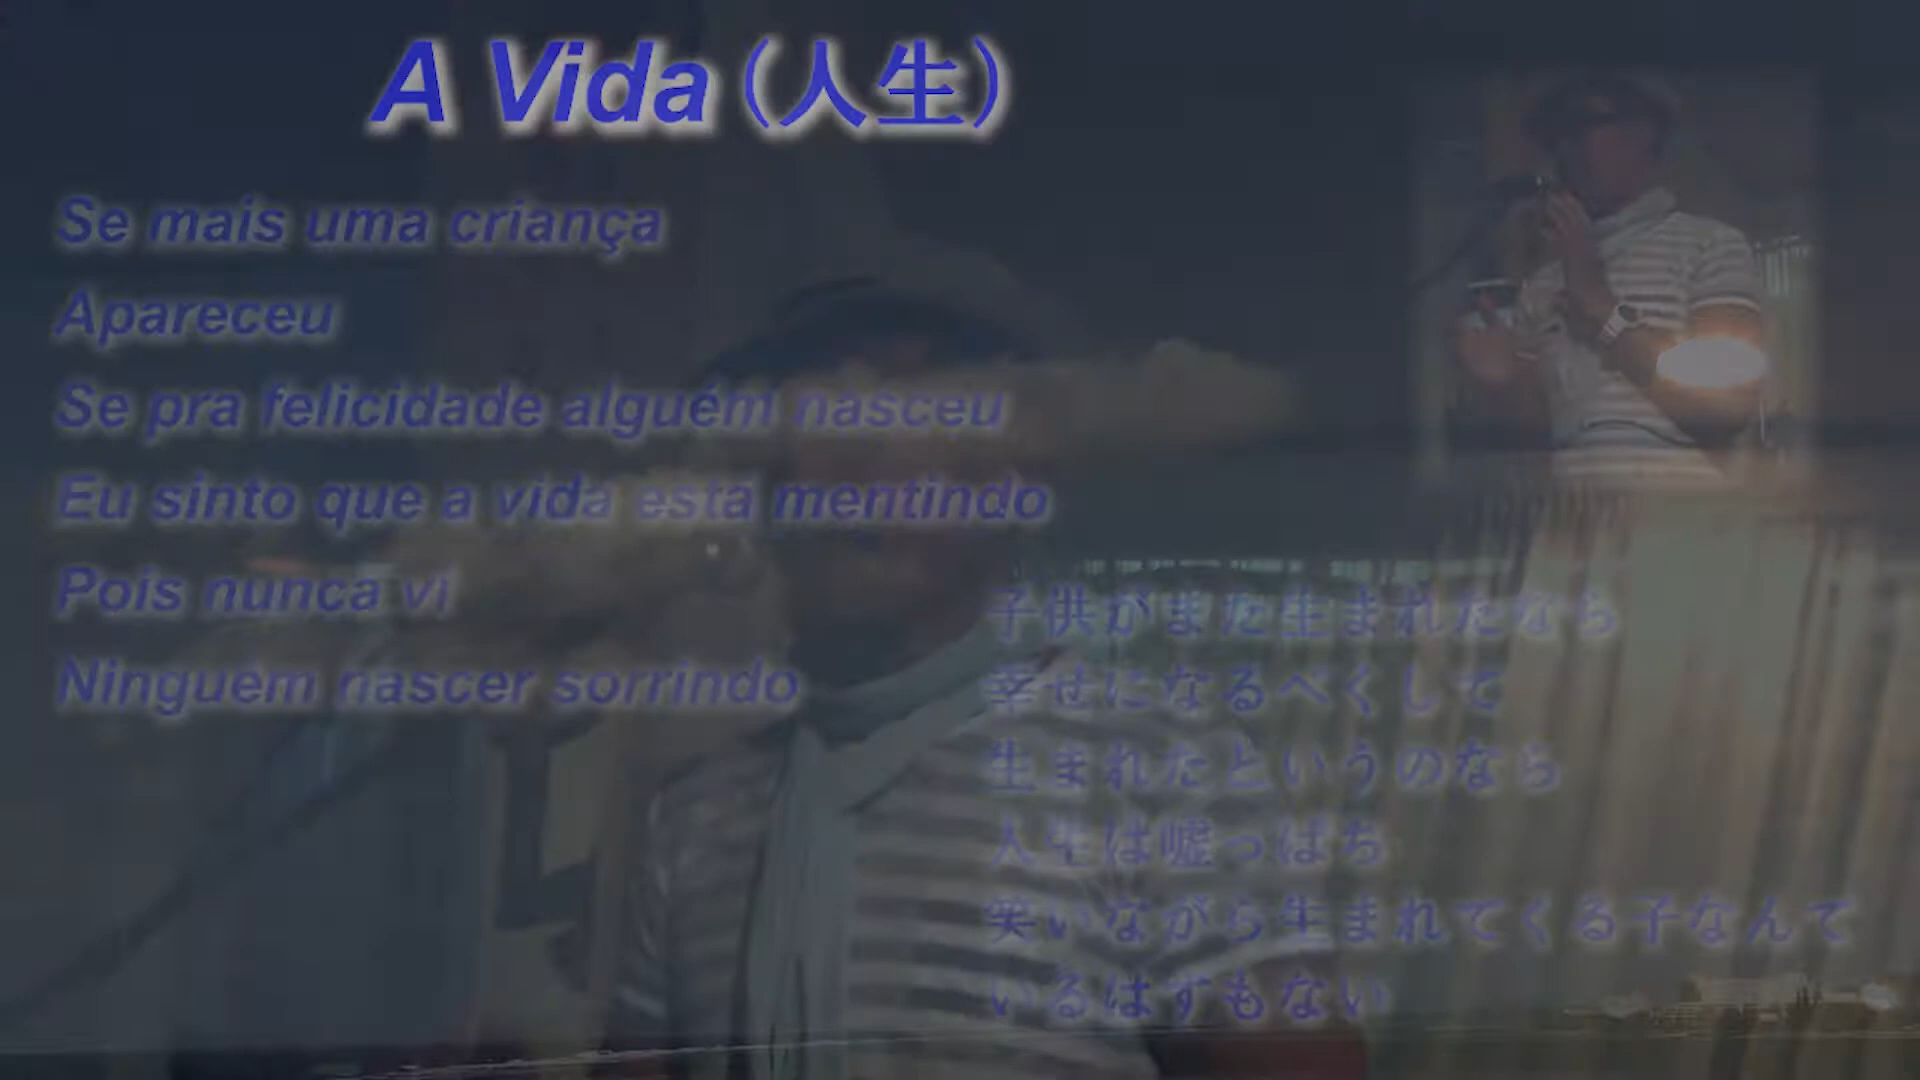 A Vida (人生)
Se mais uma criança
Apareceu
Se pra felicidade alguém nasceu
Eu sinto que a vida está mentindo
Pois nunca vi
Ninguém nascer sorrindo
子供がまた生まれたなら
幸せになるべくして
生まれたというのなら
人生は嘘っぱち
笑いながら生まれてくる子なんて
いるはずもない